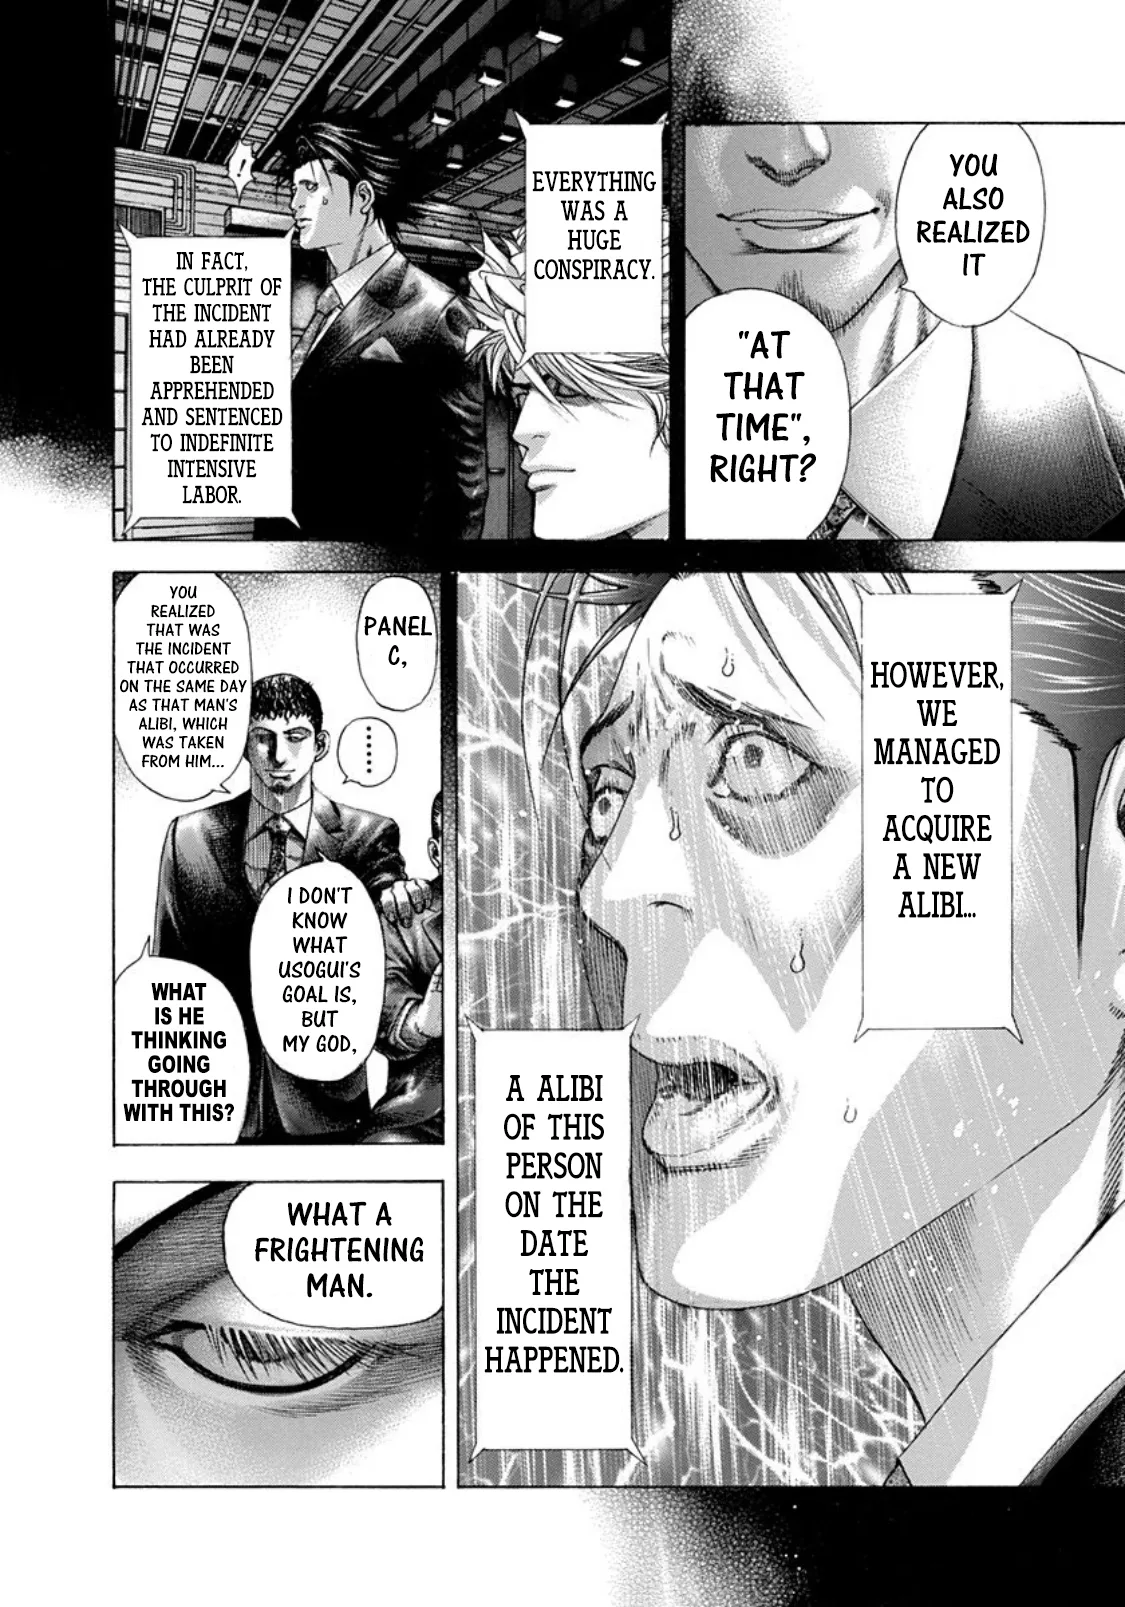 YOU
ALSO
REALIZED
IT
"AT
THAT
TIME",
RIGHT?
EVERYTHING
WAS A
HUGE
CONSPIRACY.
!
IN FACT,
THE CULPRIT OF
THE INCIDENT
HAD ALREADY
BEEN
APPREHENDED
AND SENTENCED
TO INDEFINITE
INTENSIVE
LABOR.
HOWEVER,
WE
MANAGED
TO
ACQUIRE
A NEW
ALIBI...
A ALIBI
OF THIS
PERSON
ON THE
DATE
THE
INCIDENT
HAPPENED.
PANEL
C,
......
YOU
REALIZED
THAT WAS
THE INCIDENT
THAT OCCURRED
ON THE SAME DAY
AS THAT MAN'S
ALIBI, WHICH
WAS TAKEN
FROM HIM...
I DON'T
KNOW
WHAT
USOGUI'S
GOAL IS,
BUT
MY GOD,
WHAT
IS HE
THINKING
GOING
THROUGH
WITH THIS?
WHAT A
FRIGHTENING
MAN.